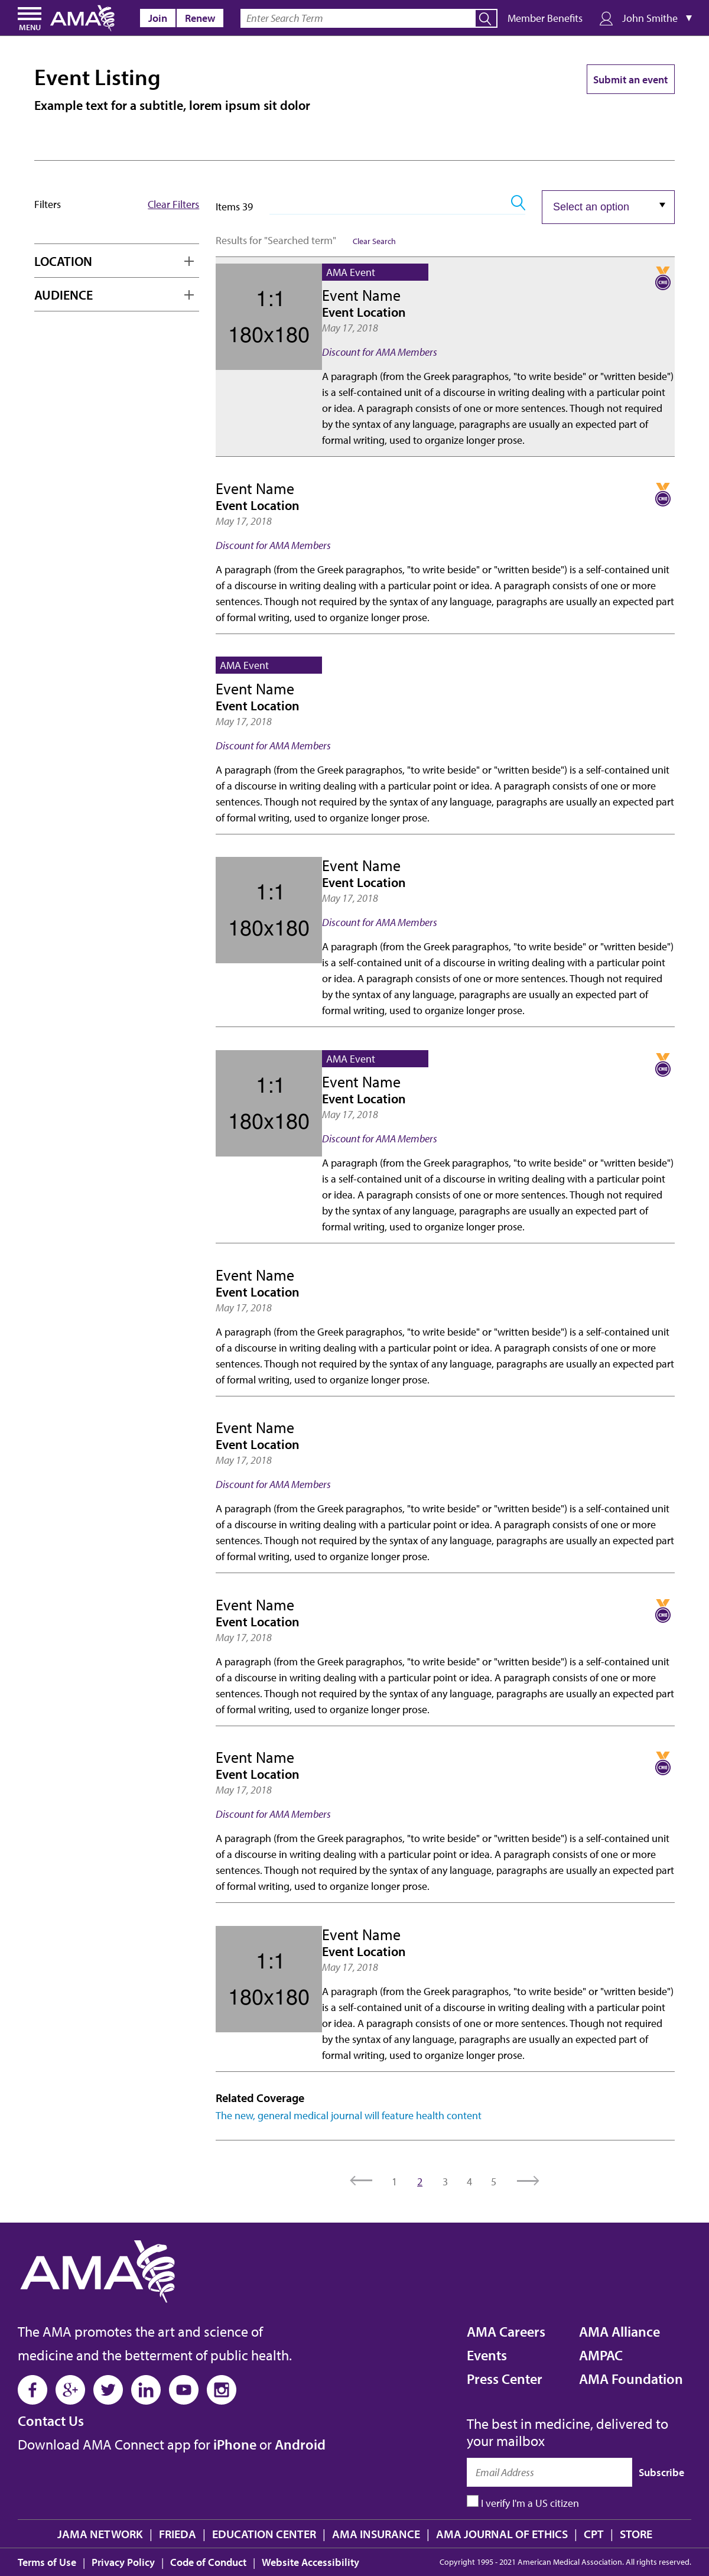 MENU
AMA
Join
Renew
Enter Search Term
Member Benefits
John Smithe
Event Listing
Submit an event
Example text for a subtitle, lorem ipsum sit dolor
Filters
Clear Filters
LOCATION
AUDIENCE
Items 39
Select an option
Results for "Searched term"
Clear Search
1:1
180x180
AMA Event
CME
Event Name
Event Location
May 17, 2018
Discount for AMA Members
A paragraph (from the Greek paragraphos, "to write beside" or "written beside")
is a self-contained unit of a discourse in writing dealing with a particular point
or idea. A paragraph consists of one or more sentences. Though not required
by the syntax of any language, paragraphs are usually an expected part of
formal writing, used to organize longer prose.
Event Name
CME
Event Location
May 17, 2018
Discount for AMA Members
A paragraph (from the Greek paragraphos, "to write beside" or "written beside") is a self-contained unit
of a discourse in writing dealing with a particular point or idea. A paragraph consists of one or more
sentences. Though not required by the syntax of any language, paragraphs are usually an expected part
of formal writing, used to organize longer prose.
AMA Event
Event Name
Event Location
May 17, 2018
Discount for AMA Members
A paragraph (from the Greek paragraphos, "to write beside" or "written beside") is a self-contained unit
of a discourse in writing dealing with a particular point or idea. A paragraph consists of one or more
sentences. Though not required by the syntax of any language, paragraphs are usually an expected part
of formal writing, used to organize longer prose.
1:1
180x180
Event Name
Event Location
May 17, 2018
Discount for AMA Members
A paragraph (from the Greek paragraphos, "to write beside" or "written beside")
is a self-contained unit of a discourse in writing dealing with a particular point
or idea. A paragraph consists of one or more sentences. Though not required
by the syntax of any language, paragraphs are usually an expected part of
formal writing, used to organize longer prose.
1:1
180x180
AMA Event
CME
Event Name
Event Location
May 17, 2018
Discount for AMA Members
A paragraph (from the Greek paragraphos, "to write beside" or "written beside")
is a self-contained unit of a discourse in writing dealing with a particular point
or idea. A paragraph consists of one or more sentences. Though not required
by the syntax of any language, paragraphs are usually an expected part of
formal writing, used to organize longer prose.
Event Name
Event Location
May 17, 2018
A paragraph (from the Greek paragraphos, "to write beside" or "written beside") is a self-contained unit
of a discourse in writing dealing with a particular point or idea. A paragraph consists of one or more
sentences. Though not required by the syntax of any language, paragraphs are usually an expected part
of formal writing, used to organize longer prose.
Event Name
Event Location
May 17, 2018
Discount for AMA Members
A paragraph (from the Greek paragraphos, "to write beside" or "written beside") is a self-contained unit
of a discourse in writing dealing with a particular point or idea. A paragraph consists of one or more
sentences. Though not required by the syntax of any language, paragraphs are usually an expected part
of formal writing, used to organize longer prose.
Event Name
CME
Event Location
May 17, 2018
A paragraph (from the Greek paragraphos, "to write beside" or "written beside") is a self-contained unit
of a discourse in writing dealing with a particular point or idea. A paragraph consists of one or more
sentences. Though not required by the syntax of any language, paragraphs are usually an expected part
of formal writing, used to organize longer prose.
Event Name
CME
Event Location
May 17, 2018
Discount for AMA Members
A paragraph (from the Greek paragraphos, "to write beside" or "written beside") is a self-contained unit
of a discourse in writing dealing with a particular point or idea. A paragraph consists of one or more
sentences. Though not required by the syntax of any language, paragraphs are usually an expected part
of formal writing, used to organize longer prose.
1:1
180x180
Event Name
Event Location
May 17, 2018
A paragraph (from the Greek paragraphos, "to write beside" or "written beside")
is a self-contained unit of a discourse in writing dealing with a particular point
or idea. A paragraph consists of one or more sentences. Though not required
by the syntax of any language, paragraphs are usually an expected part of
formal writing, used to organize longer prose.
Related Coverage
The new, general medical journal will feature health content
1 2 3 4 5
AMA
The AMA promotes the art and science of
medicine and the betterment of public health.
Contact Us
Download AMA Connect app for iPhone or Android
AMA Careers
Events
Press Center
AMA Alliance
AMPAC
AMA Foundation
The best in medicine, delivered to
your mailbox
Email Address
Subscribe
I verify I'm a US citizen
JAMA NETWORK | FRIEDA | EDUCATION CENTER | AMA INSURANCE | AMA JOURNAL OF ETHICS | CPT | STORE
Terms of Use | Privacy Policy | Code of Conduct | Website Accessibility
Copyright 1995 - 2021 American Medical Association. All rights reserved.